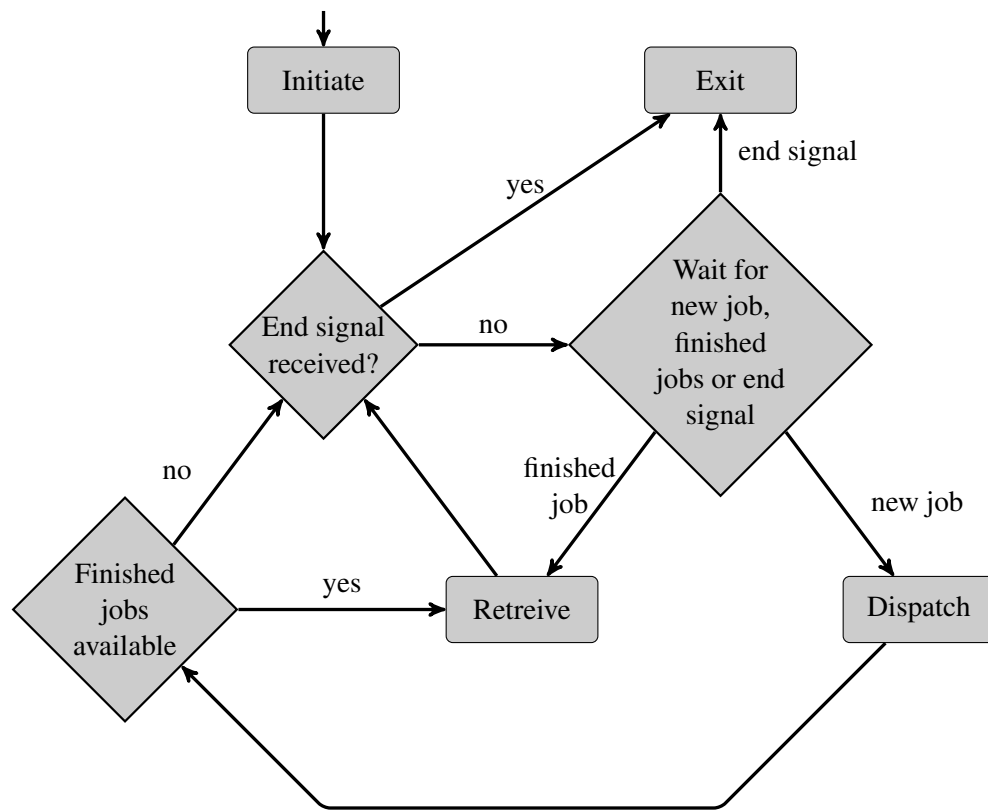 Initiate
Exit
end signal
yes
Wait for
new job,
finished
jobs or end
signal
End signal
received?
no
finished
job
no
new job
Finished
jobs
available
yes
Retreive
Dispatch